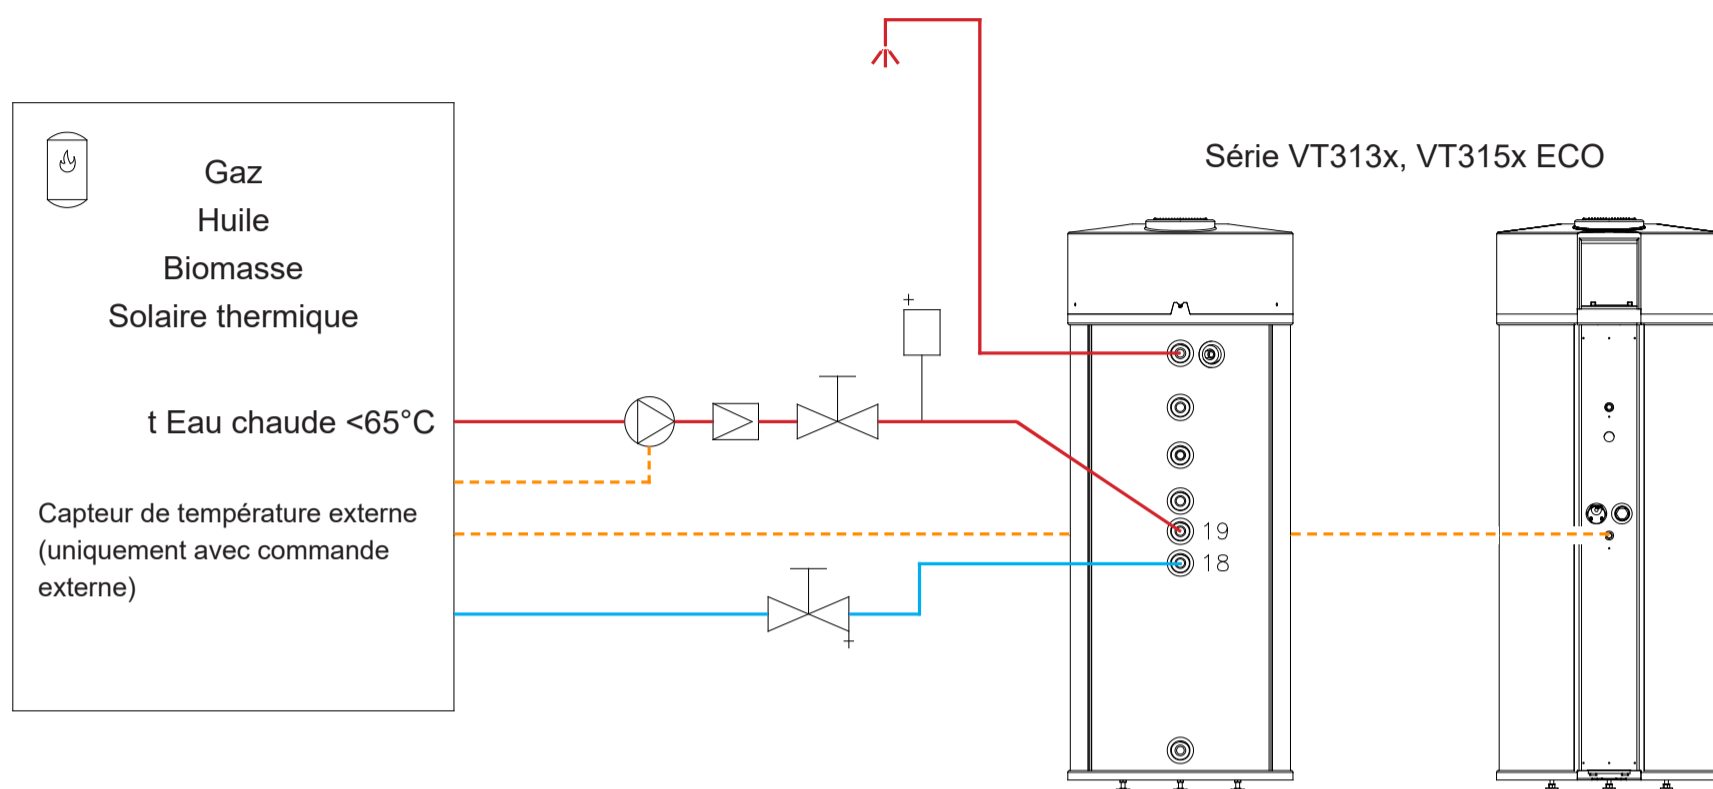 Série VT313x, VT315x ECO
Gaz
Huile
Biomasse
Solaire thermique
t Eau chaude <65°C
Capteur de température externe
(uniquement avec commande
externe)
19
18